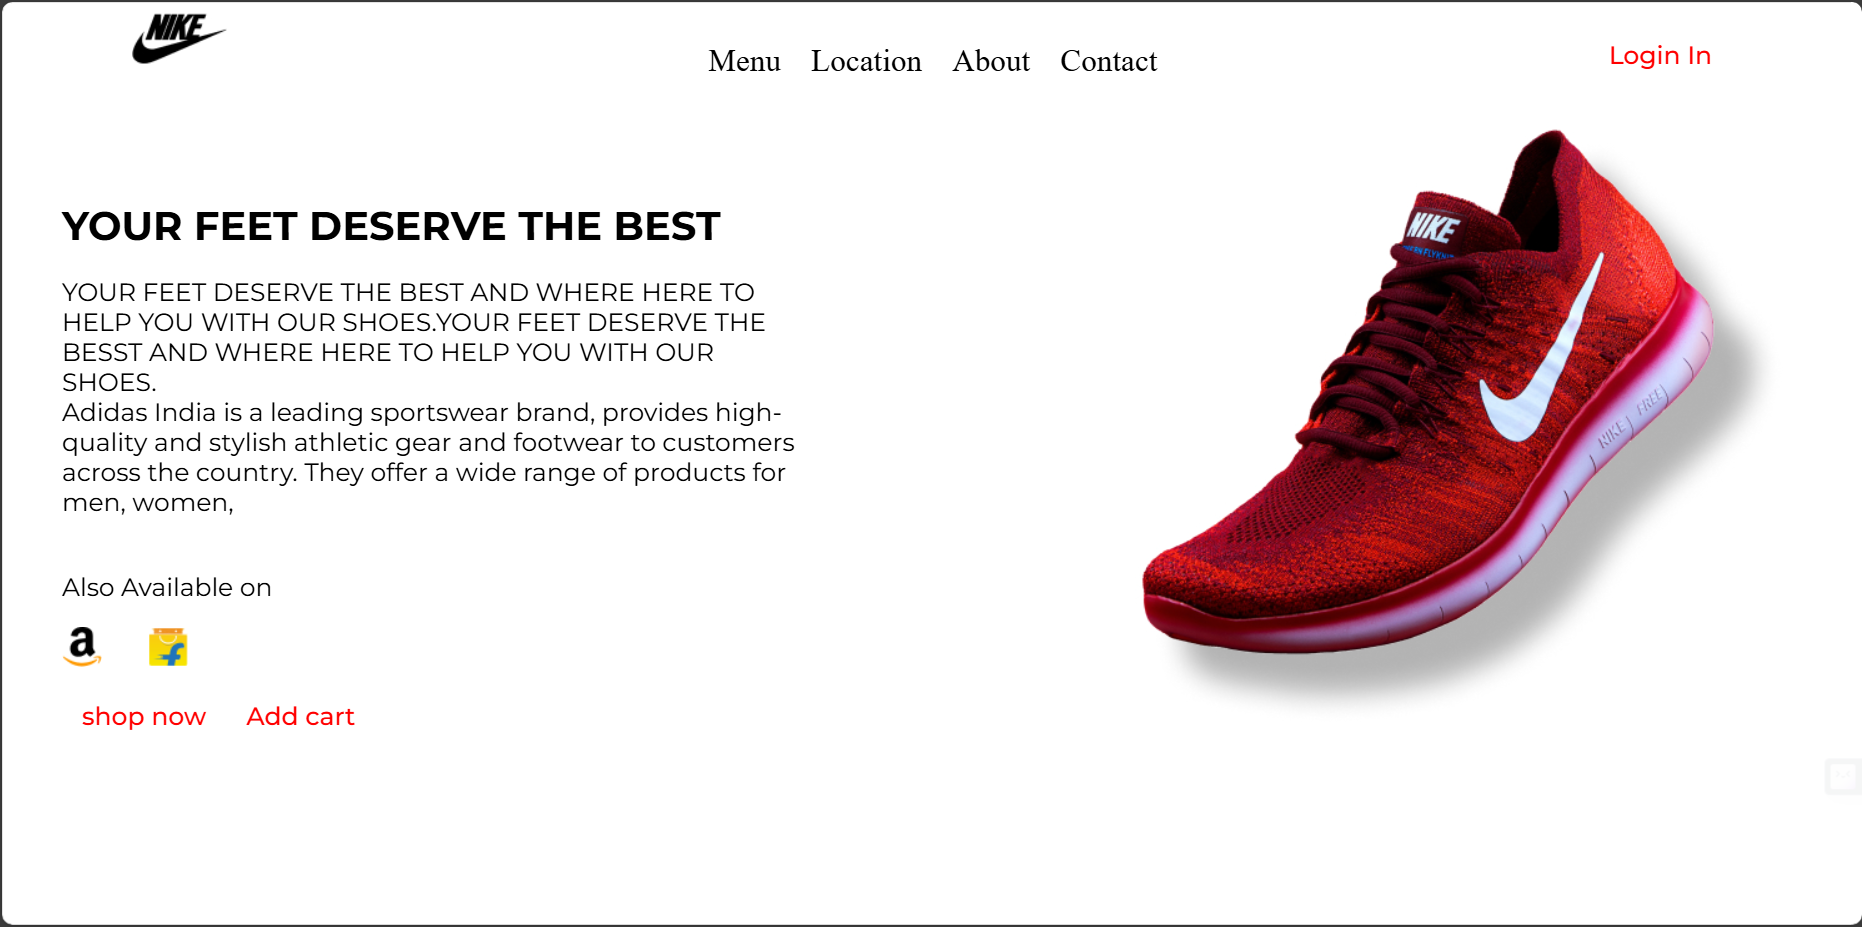 NIKE
Menu Location About Contact
Login In
YOUR FEET DESERVE THE BEST
YOUR FEET DESERVE THE BEST AND WHERE HERE TO
HELP YOU WITH OUR SHOES.YOUR FEET DESERVE THE
BESST AND WHERE HERE TO HELP YOU WITH OUR
SHOES.
Adidas India is a leading sportswear brand, provides high-
quality and stylish athletic gear and footwear to customers
across the country. They offer a wide range of products for
men, women,
Also Available on
a f
shop now Add cart
NIKE
NIKE FREE